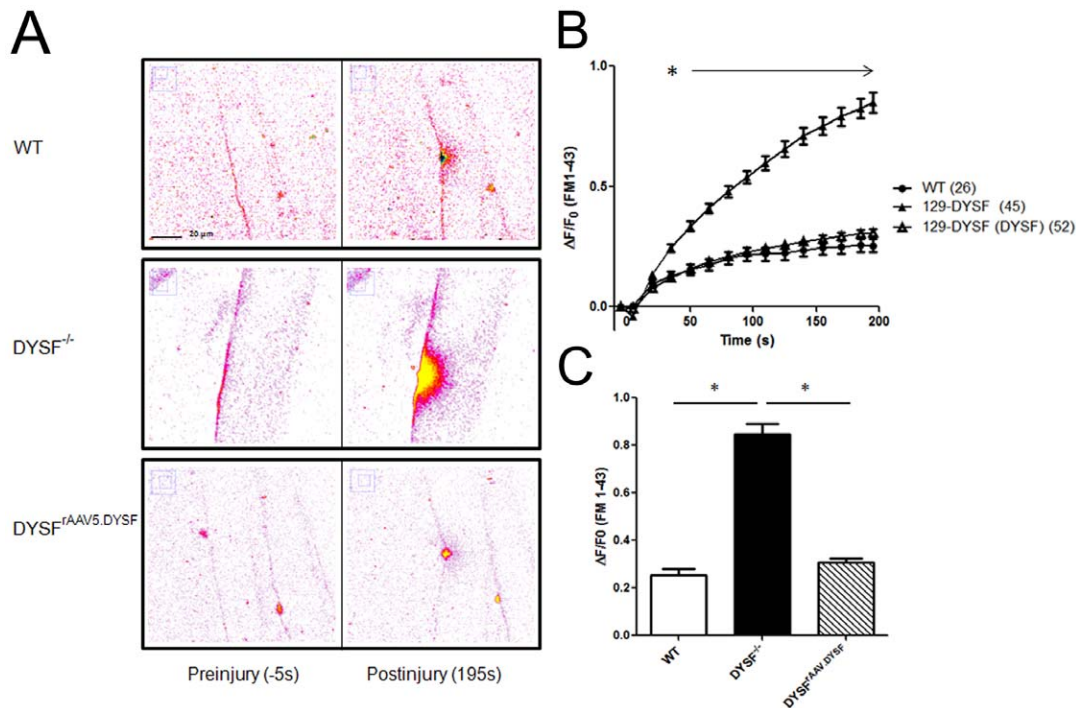 A
WT
20 µm
DYSF-/-
DYSFrAAV5.DYSF
Preinjury (-5s)
Postinjury (195s)
B
*
1.0
0.5
0.0
ΔF/F0 (FM1-43)
0
50
100
150
200
Time (s)
WT (26)
129-DYSF (45)
129-DYSF (DYSF) (52)
C
*
*
1.0
0.8
0.6
0.4
0.2
0.0
ΔF/F0 (FM 1-43)
WT
DYSF-/-
DYSFrAAV.DYSF